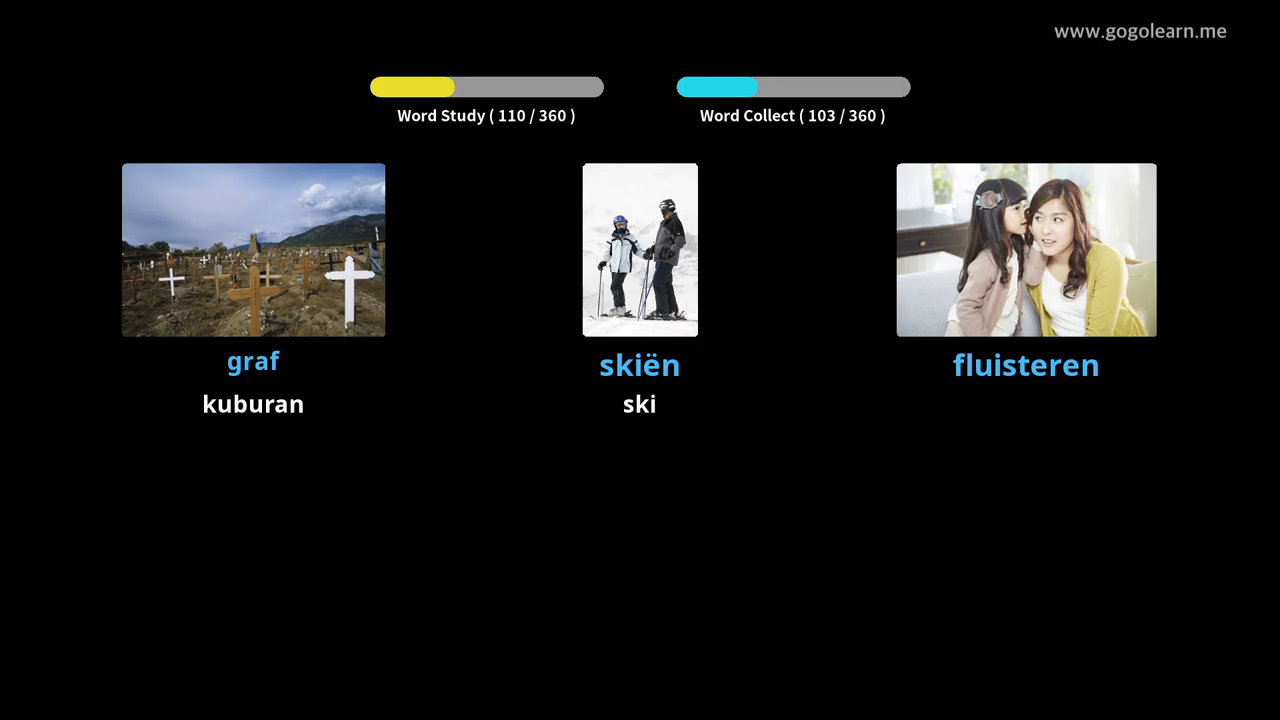 www.gogolearn.me
Word Study ( 110 / 360 )
Word Collect ( 103 / 360 )
graf
skiën
fluisteren
kuburan
ski